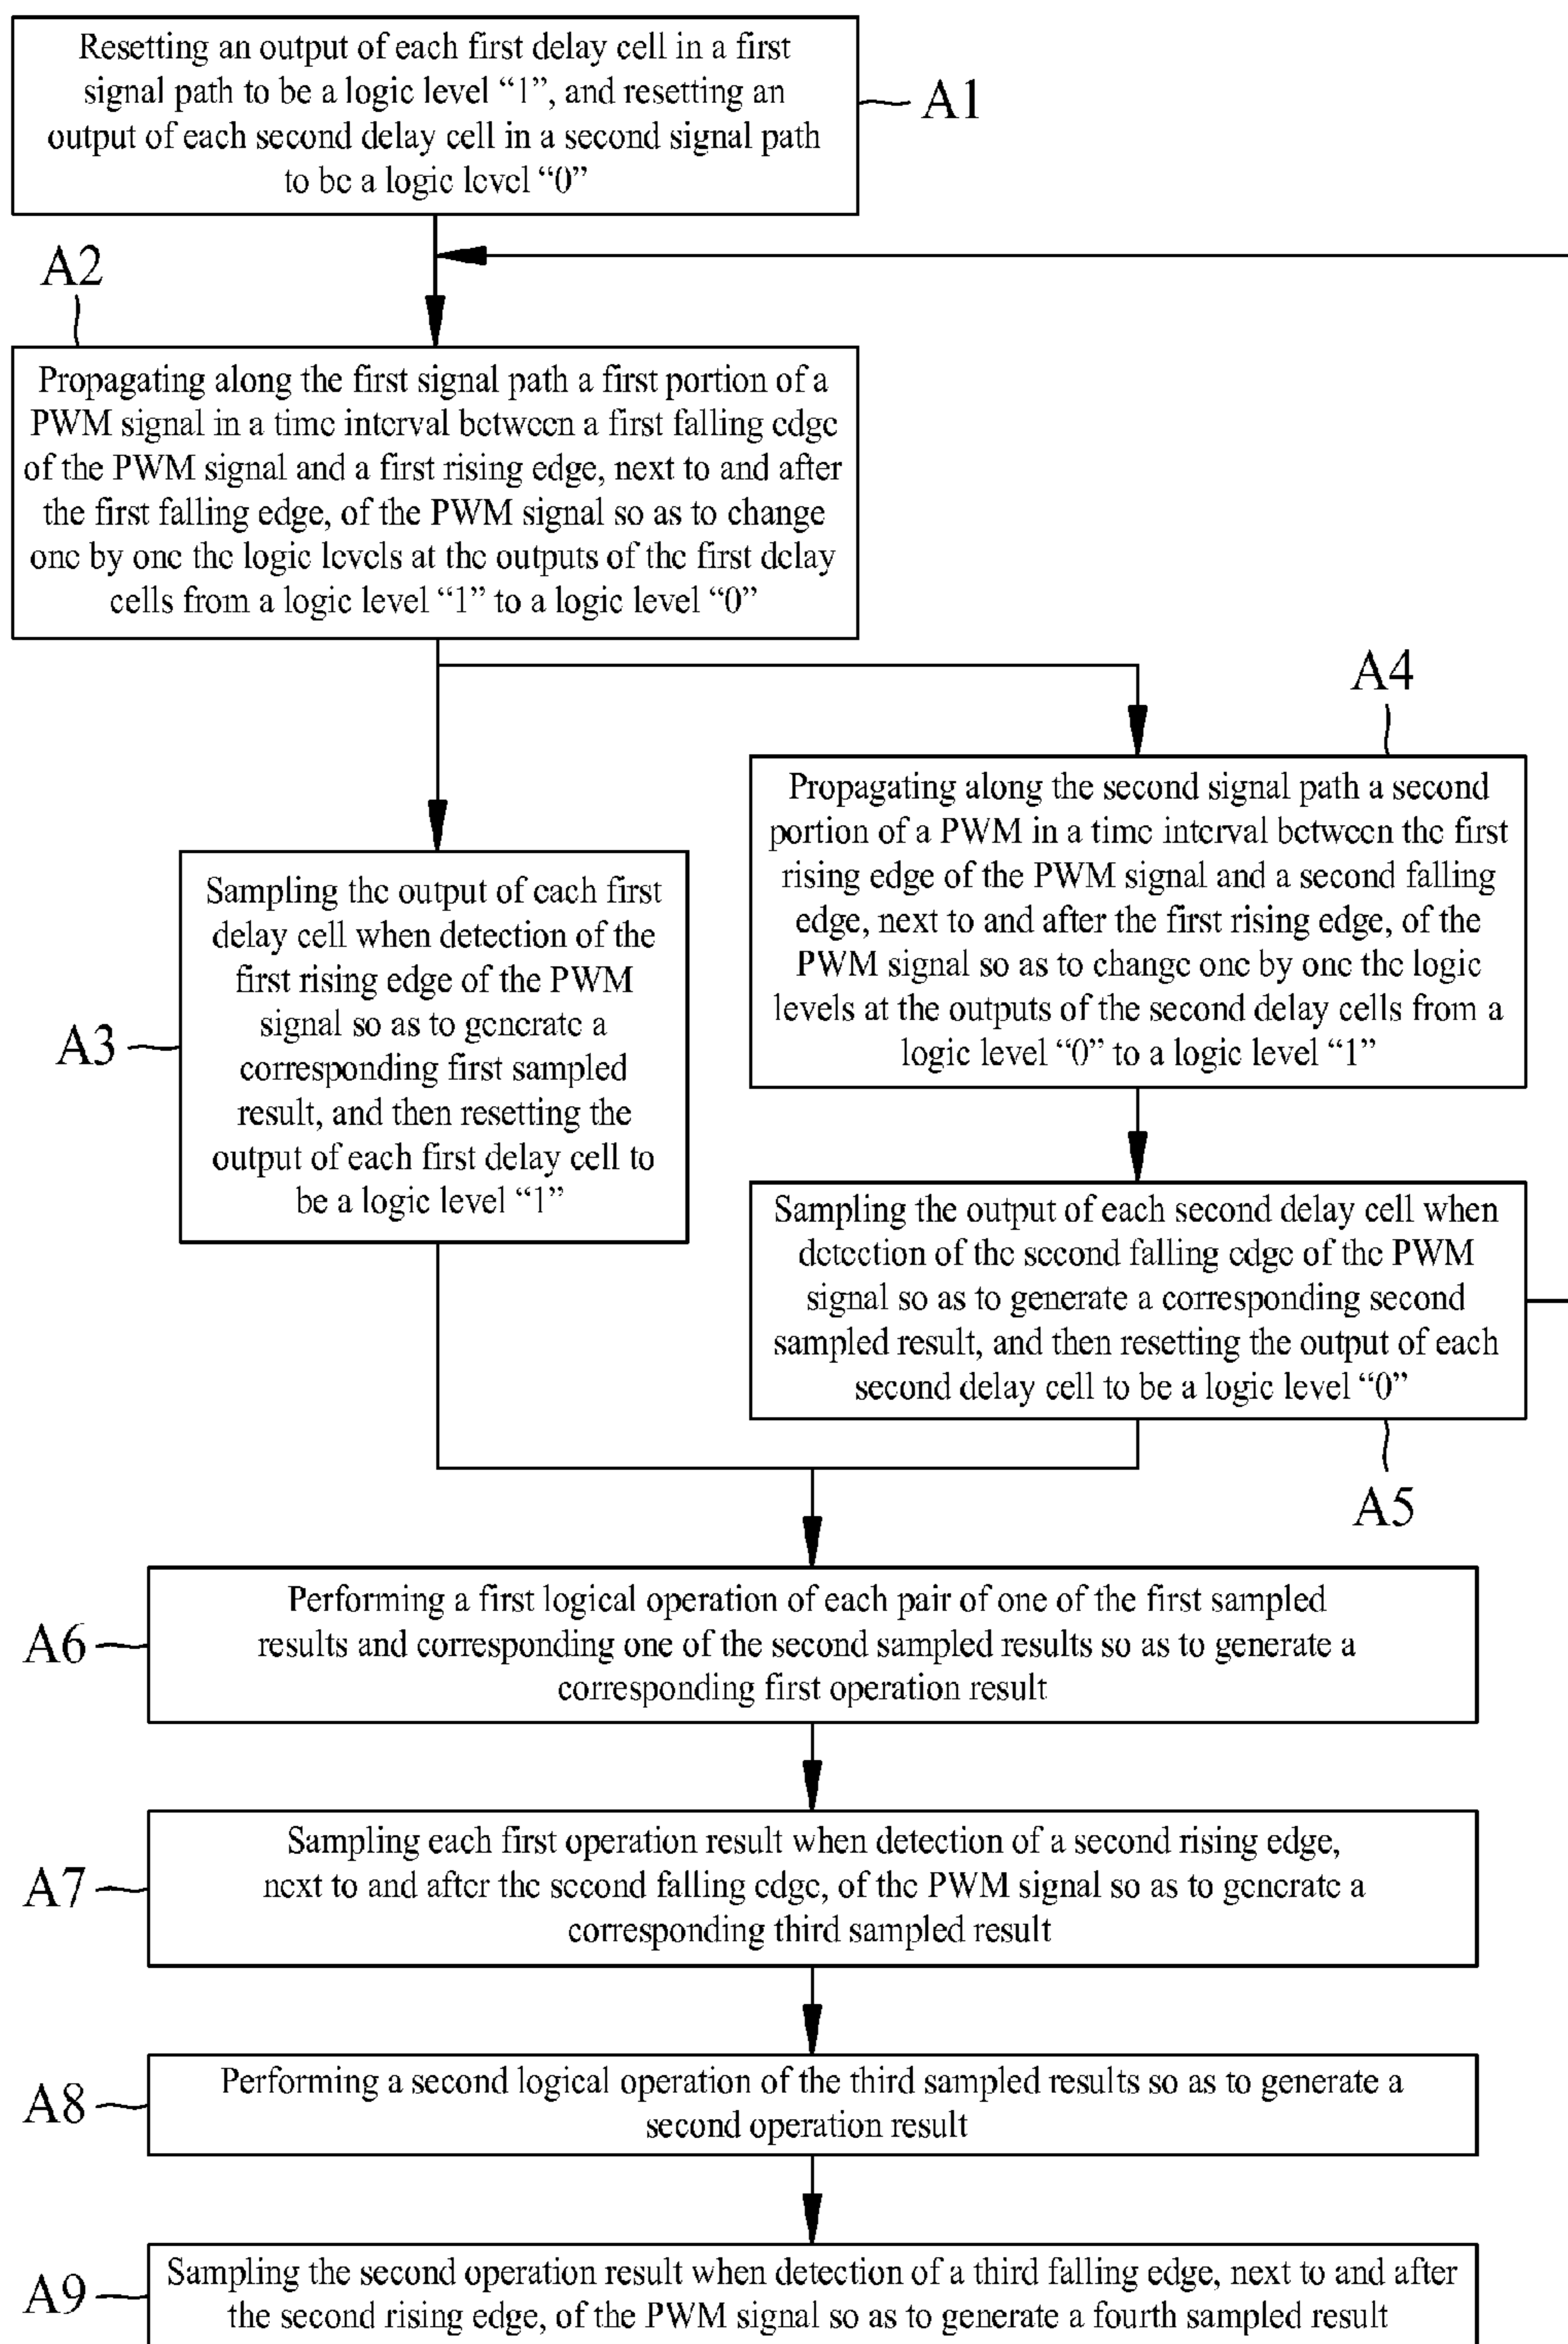 Resetting an output of each first delay cell in a first
signal path to be a logic level “1”, and resetting an
output of each second delay cell in a second signal path
to be a logic level “0”
A1
A2
Propagating along the first signal path a first portion of a
PWM signal in a time interval between a first falling edge
of the PWM signal and a first rising edge, next to and after
the first falling edge, of the PWM signal so as to change
one by one the logic levels at the outputs of the first delay
cells from a logic level “1” to a logic level “0”
A3
Sampling the output of each first
delay cell when detection of the
first rising edge of the PWM
signal so as to generate a
corresponding first sampled
result, and then resetting the
output of each first delay cell to
be a logic level “1”
A4
Propagating along the second signal path a second
portion of a PWM in a time interval between the first
rising edge of the PWM signal and a second falling
edge, next to and after the first rising edge, of the
PWM signal so as to change one by one the logic
levels at the outputs of the second delay cells from a
logic level “0” to a logic level “1”
Sampling the output of each second delay cell when
detection of the second falling edge of the PWM
signal so as to generate a corresponding second
sampled result, and then resetting the output of each
second delay cell to be a logic level “0”
A5
A6
Performing a first logical operation of each pair of one of the first sampled
results and corresponding one of the second sampled results so as to generate a
corresponding first operation result
A7
Sampling each first operation result when detection of a second rising edge,
next to and after the second falling edge, of the PWM signal so as to generate a
corresponding third sampled result
A8
Performing a second logical operation of the third sampled results so as to generate a
second operation result
A9
Sampling the second operation result when detection of a third falling edge, next to and after
the second rising edge, of the PWM signal so as to generate a fourth sampled result